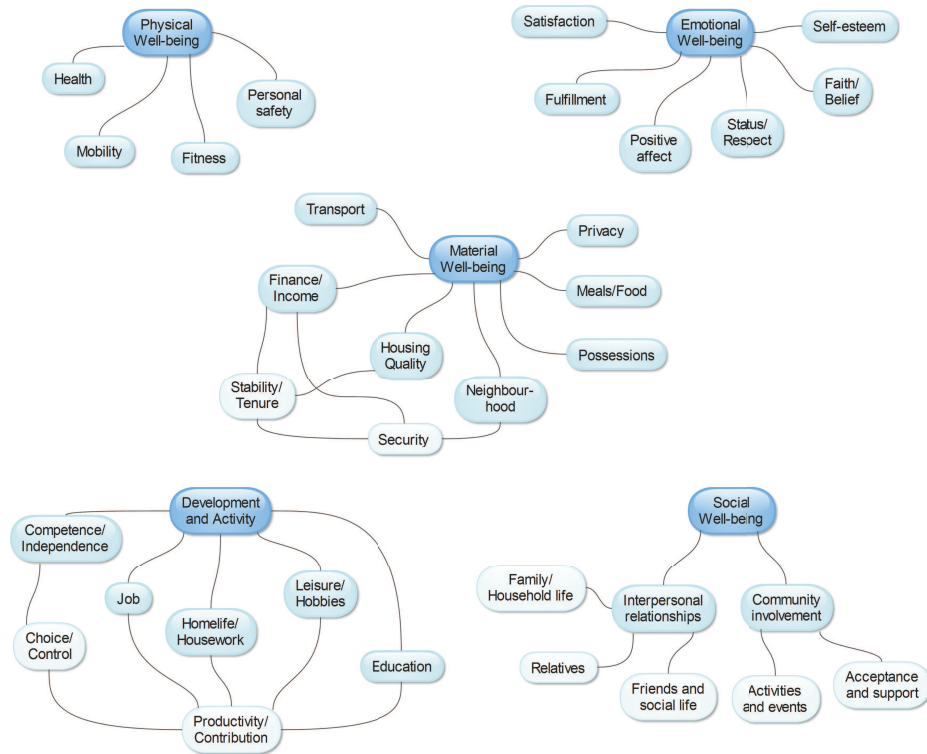 Physical
Well-being
Health
Personal
safety
Mobility
Fitness
Satisfaction
Emotional
Well-being
Self-esteem
Fulfillment
Faith/
Belief
Positive
affect
Status/
Respect
Transport
Privacy
Material
Well-being
Finance/
Income
Meals/Food
Housing
Quality
Possessions
Stability/
Tenure
Neighbour-
hood
Security
Development
and Activity
Competence/
Independence
Job
Leisure/
Hobbies
Homelife/
Housework
Choice/
Control
Education
Productivity/
Contribution
Social
Well-being
Family/
Household life
Interpersonal
relationships
Community
involvement
Relatives
Friends and
social life
Activities
and events
Acceptance
and support